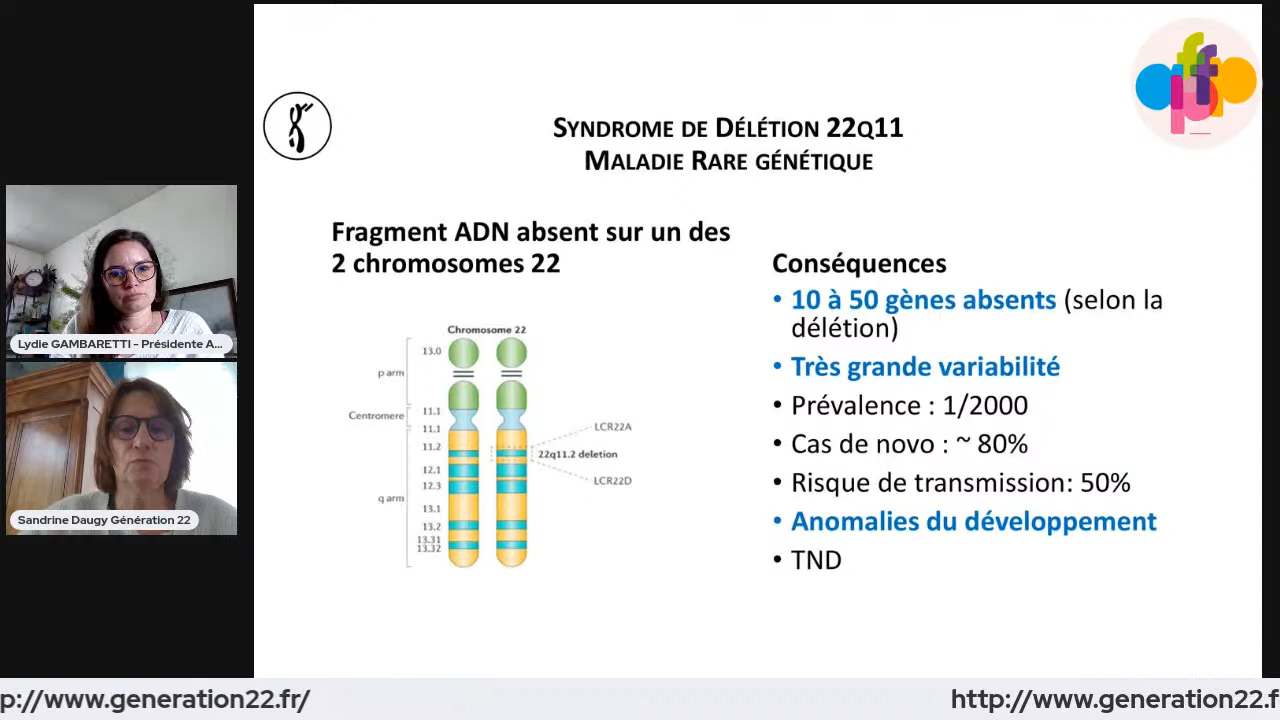 SYNDROME DE DÉLÉTION 22Q11
MALADIE RARE GÉNÉTIQUE
Fragment ADN absent sur un des
2 chromosomes 22
Chromosome 22
13.0
p arm
Centromere
11.1
11.1
11.2
12.1
12.3
q arm
13.1
13.2
13.31
13.32
LCR22A
22q11.2 deletion
LCR22D
Conséquences
• 10 à 50 gènes absents (selon la
délétion)
• Très grande variabilité
• Prévalence : 1/2000
• Cas de novo : ~ 80%
• Risque de transmission: 50%
• Anomalies du développement
• TND
Lydie GAMBARETTI - Présidente A...
Sandrine Daugy Génération 22
p://www.generation22.fr/
http://www.generation22.f